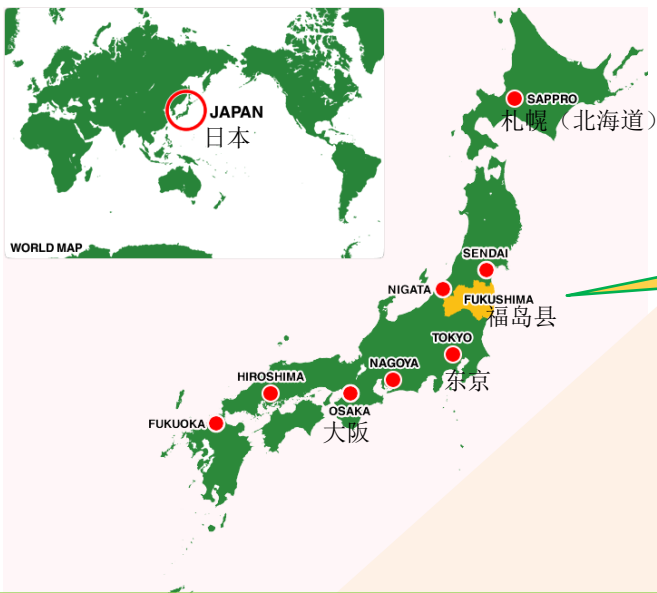 SAPPRO
札幌（北海道）
JAPAN
日本
WORLD MAP
SENDAI
NIGATA
FUKUSHIMA
福岛县
TOKYO
东京
NAGOYA
HIROSHIMA
OSAKA
大阪
FUKUOKA